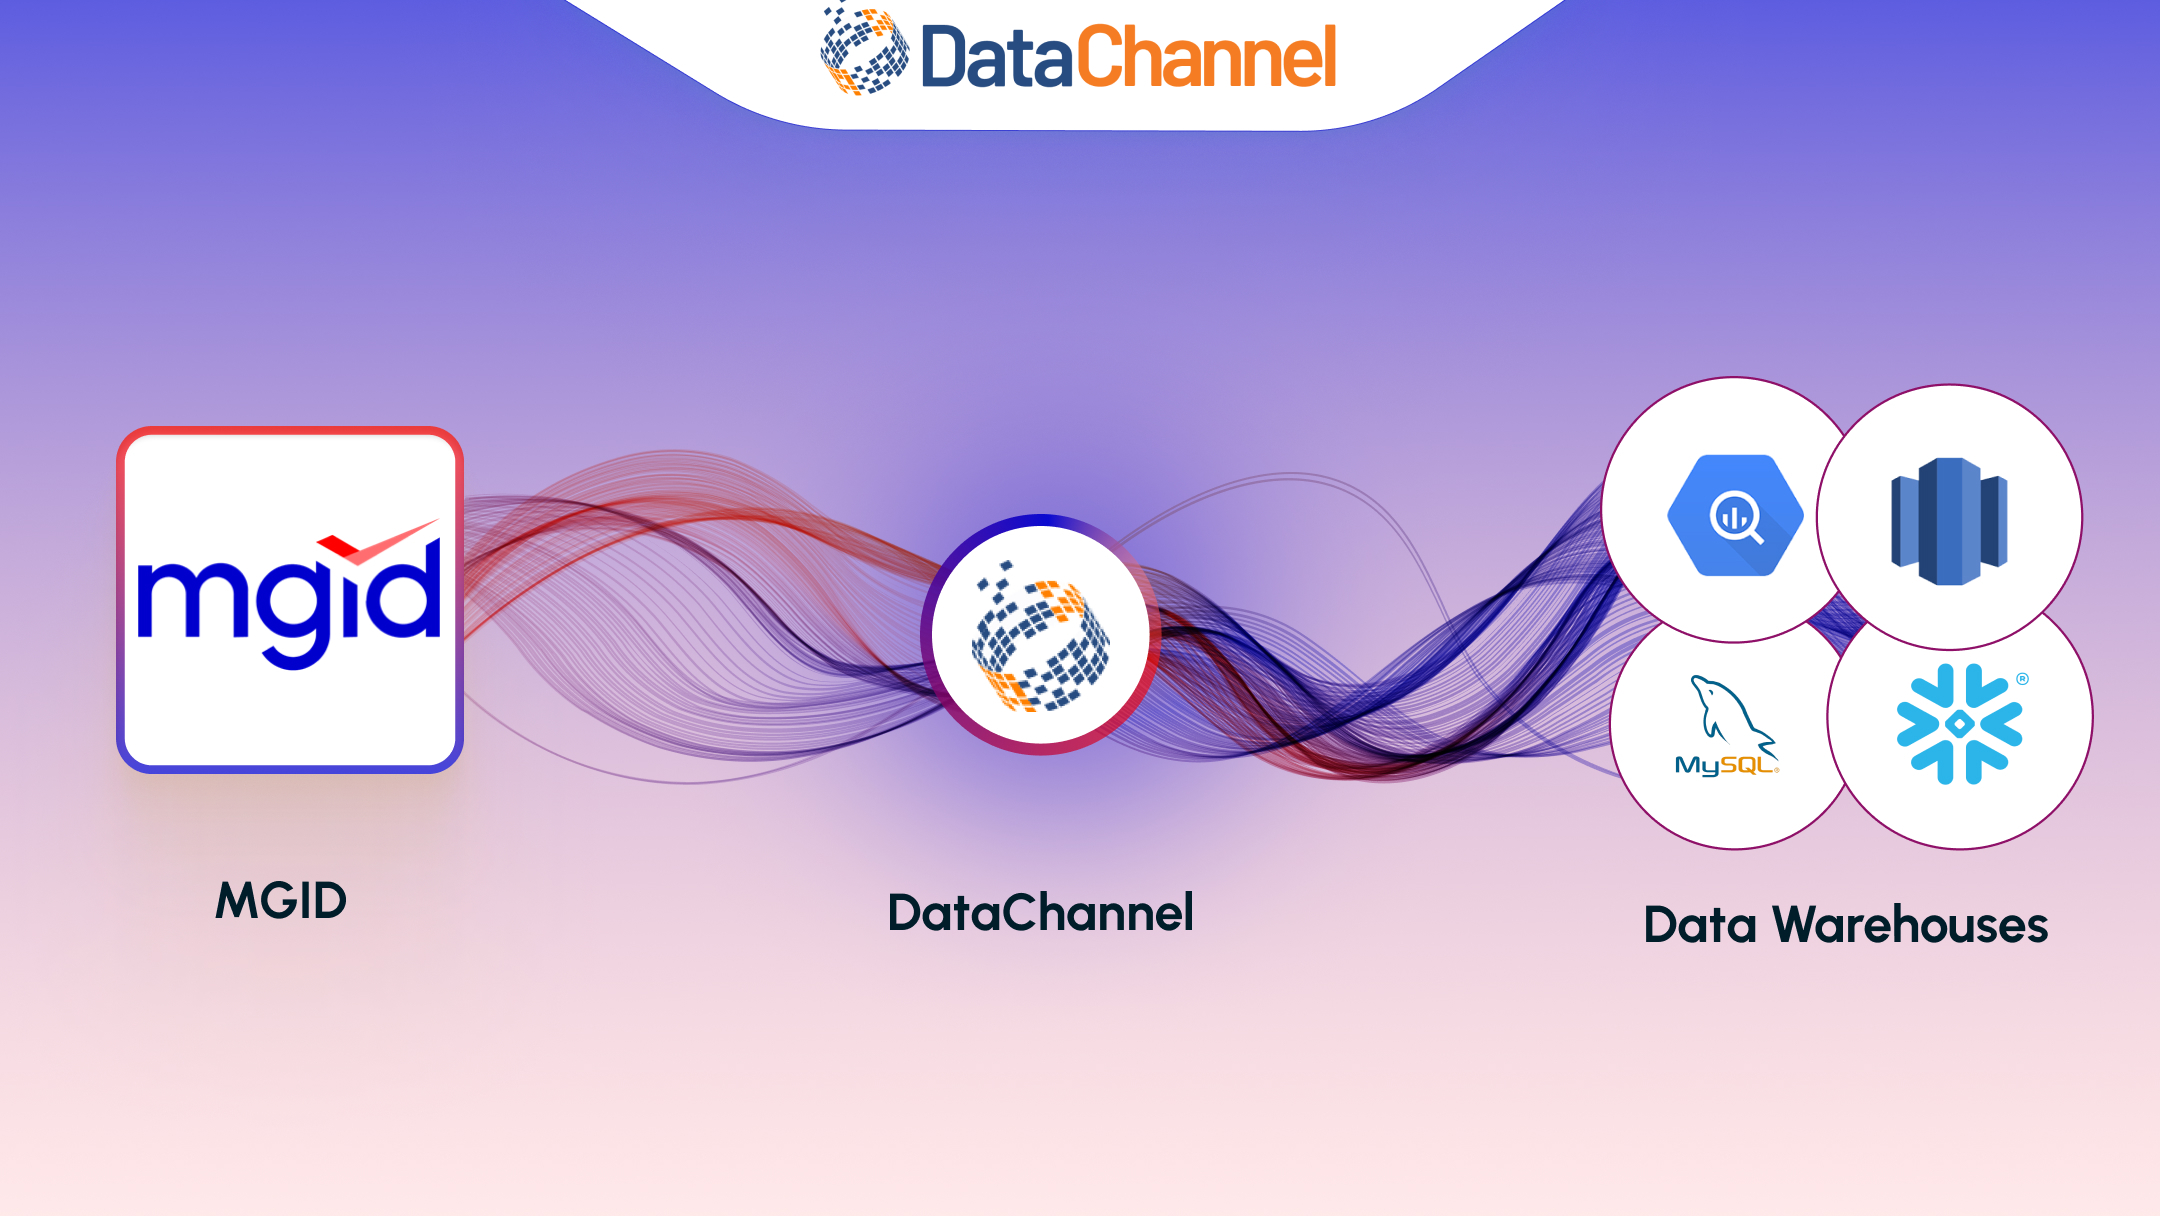 DataChannel
mgid
MySQL®
®
MGID
DataChannel
Data Warehouses